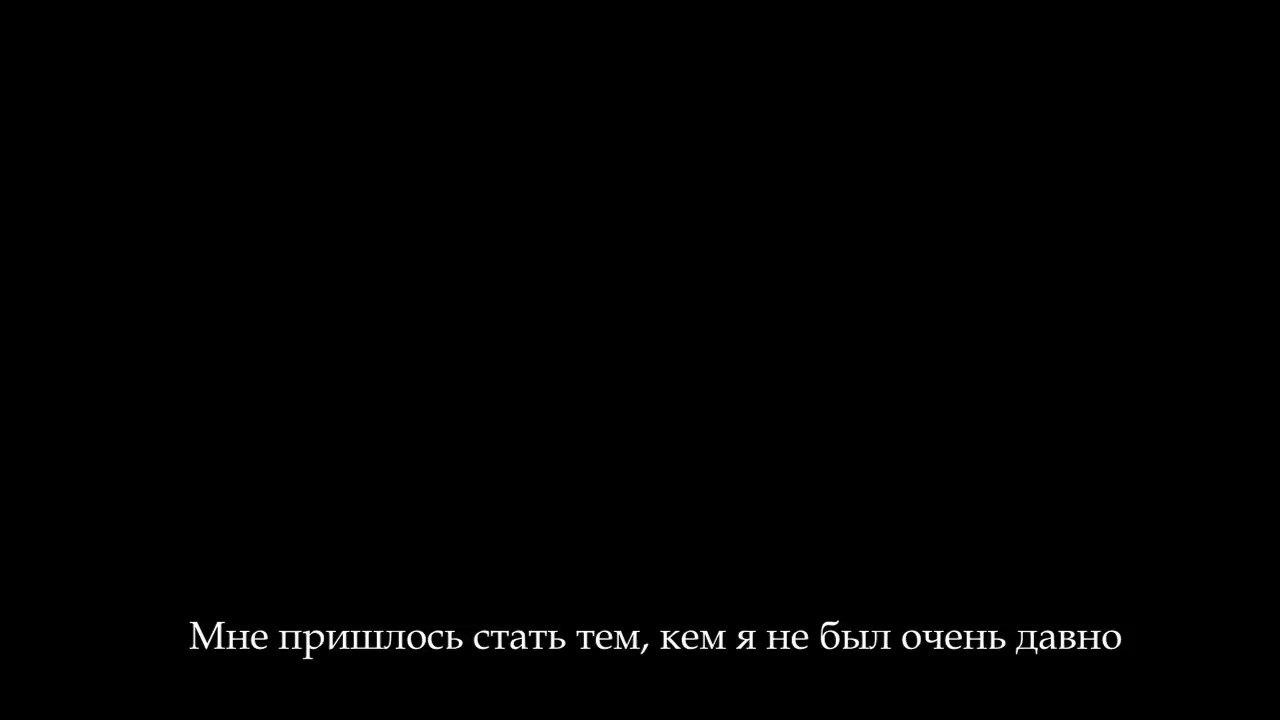 Мне пришлось стать тем, кем я не был очень давно